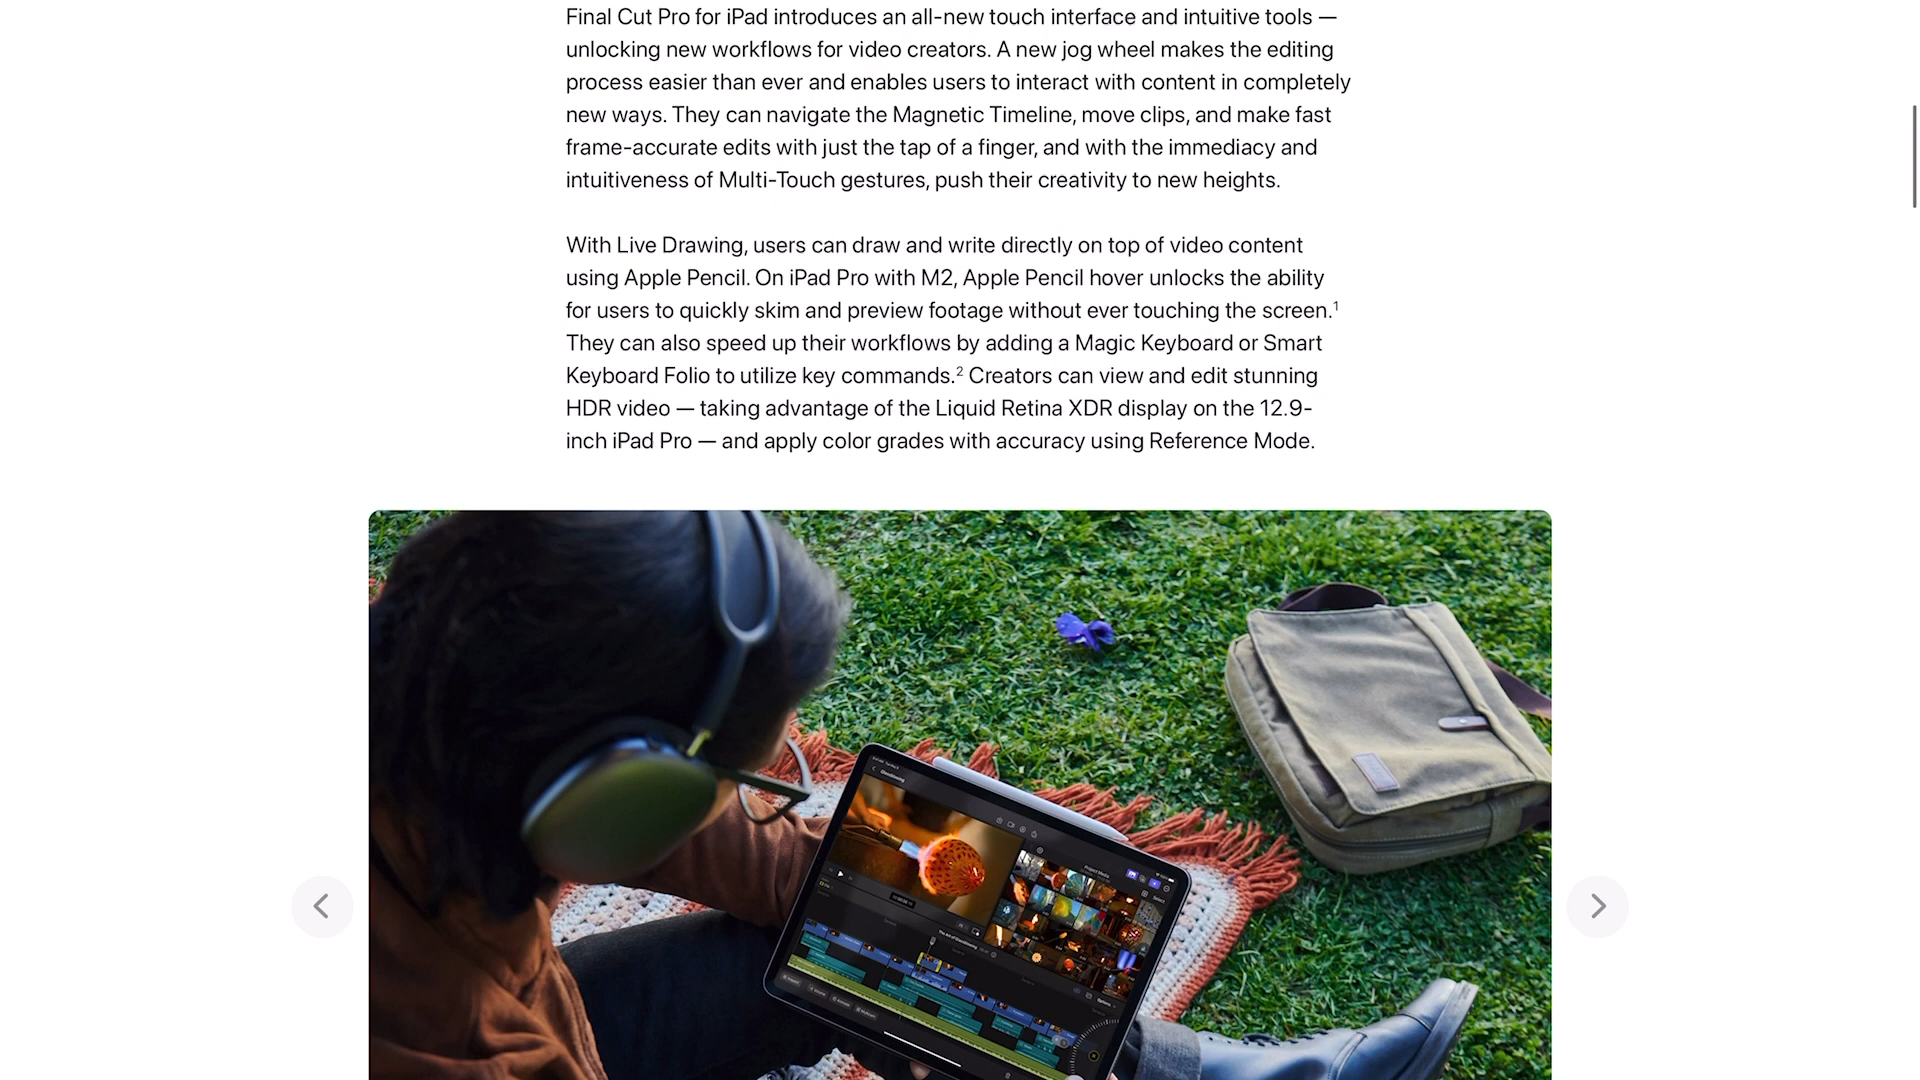 Final Cut Pro for iPad introduces an all-new touch interface and intuitive tools —
unlocking new workflows for video creators. A new jog wheel makes the editing
process easier than ever and enables users to interact with content in completely
new ways. They can navigate the Magnetic Timeline, move clips, and make fast
frame-accurate edits with just the tap of a finger, and with the immediacy and
intuitiveness of Multi-Touch gestures, push their creativity to new heights.
With Live Drawing, users can draw and write directly on top of video content
using Apple Pencil. On iPad Pro with M2, Apple Pencil hover unlocks the ability
for users to quickly skim and preview footage without ever touching the screen.1
They can also speed up their workflows by adding a Magic Keyboard or Smart
Keyboard Folio to utilize key commands.2 Creators can view and edit stunning
HDR video — taking advantage of the Liquid Retina XDR display on the 12.9-
inch iPad Pro — and apply color grades with accuracy using Reference Mode.
Project Media
Select
Options